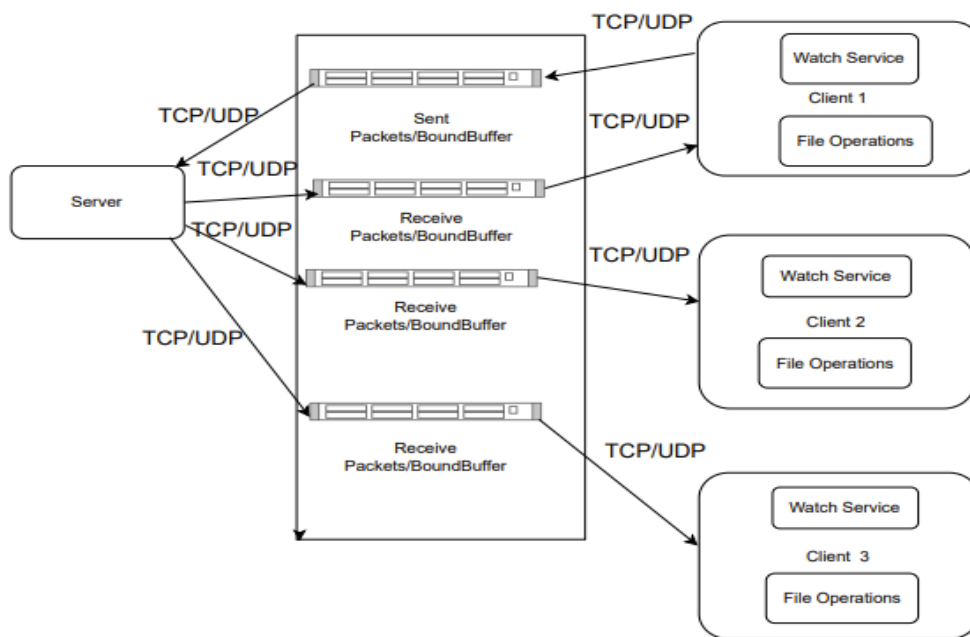 TCP/UDP
Watch Service
Client 1
File Operations
TCP/UDP
Sent
Packets/BoundBuffer
TCP/UDP
TCP/UDP
Server
Receive
Packets/BoundBuffer
TCP/UDP
TCP/UDP
Watch Service
Client 2
File Operations
Receive
Packets/BoundBuffer
TCP/UDP
Receive
Packets/BoundBuffer
TCP/UDP
Watch Service
Client 3
File Operations